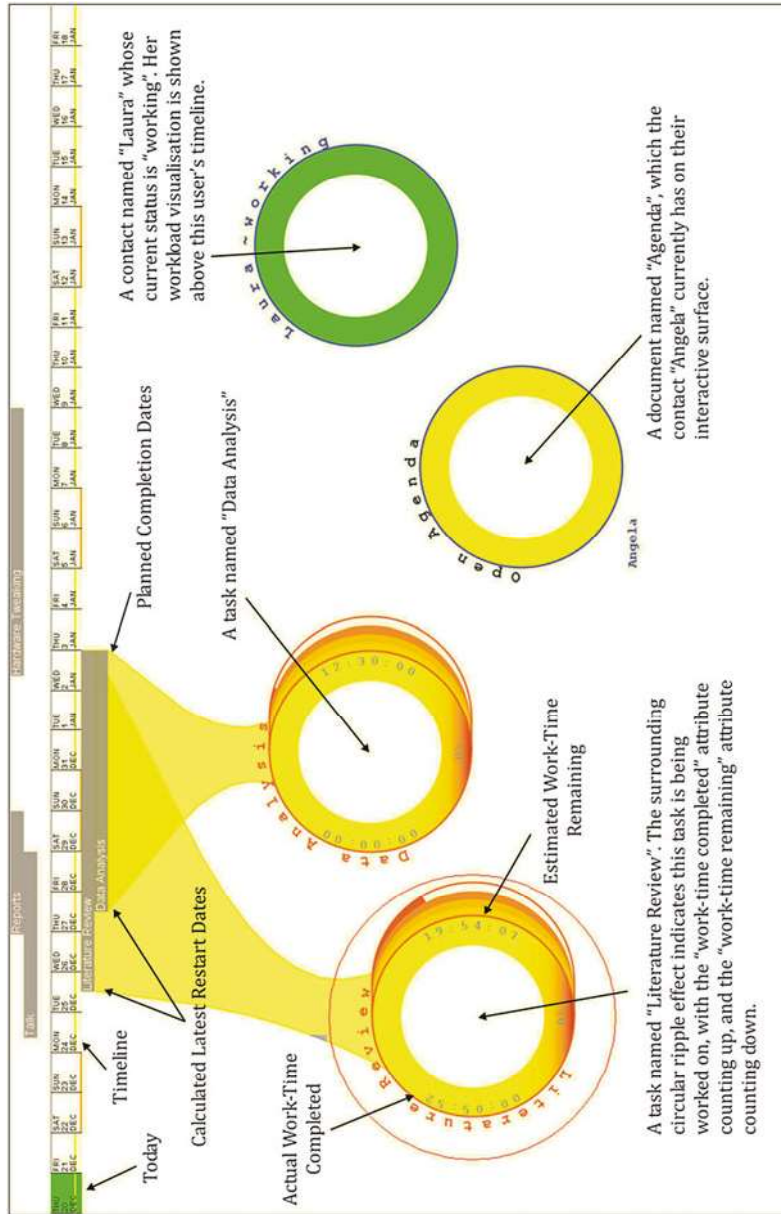 Hardware Tweaking
Reports
Talk
THU 20 DEC
FRI 21 DEC
SAT 22 DEC
SUN 23 DEC
MON 24 DEC
TUE 25 DEC
WED 26 DEC
THU 27 DEC
FRI 28 DEC
SAT 29 DEC
SUN 30 DEC
MON 31 DEC
TUE 1 JAN
WED 2 JAN
THU 3 JAN
FRI 4 JAN
SAT 5 JAN
SUN 6 JAN
MON 7 JAN
TUE 8 JAN
WED 9 JAN
THU 10 JAN
FRI 11 JAN
SAT 12 JAN
SUN 13 JAN
MON 14 JAN
TUE 15 JAN
WED 16 JAN
THU 17 JAN
FRI 18 JAN
Literature Review
Data Analysis
Today
Timeline
Calculated Latest Restart Dates
Planned Completion Dates
A contact named “Laura” whose
current status is “working”. Her
workload visualisation is shown
above this user's timeline.
Laura ~ working
A task named “Data Analysis”
Data Analysis
00:00:00
17:30:00
Actual Work-Time
Completed
Literature Review
00:05:52
19:54:07
Estimated Work-Time
Remaining
open Agenda
Angela
A document named “Agenda”, which the
contact “Angela” currently has on their
interactive surface.
A task named “Literature Review”. The surrounding
circular ripple effect indicates this task is being
worked on, with the “work-time completed” attribute
counting up, and the “work-time remaining” attribute
counting down.